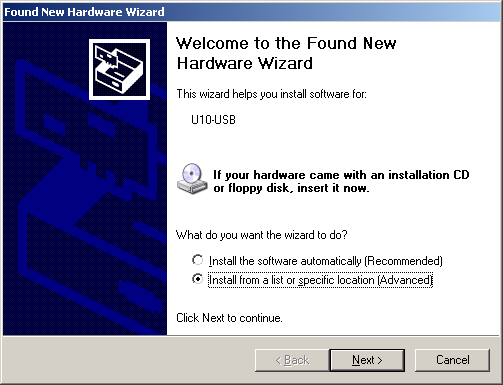 Found New Hardware Wizard
Welcome to the Found New
Hardware Wizard
This wizard helps you install software for:
U10-USB
If your hardware came with an installation CD
or floppy disk, insert it now.
What do you want the wizard to do?
Install the software automatically (Recommended)
Install from a list or specific location (Advanced)
Click Next to continue.
< Back
Next >
Cancel